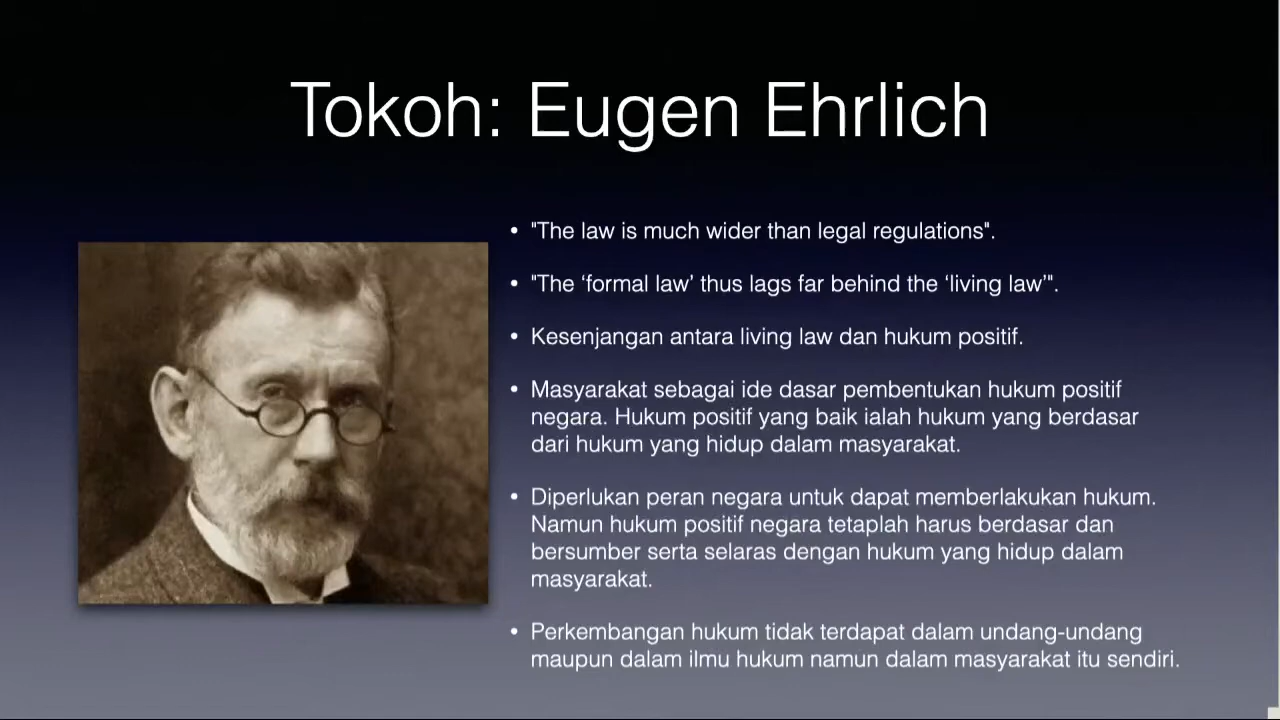 Tokoh: Eugen Ehrlich
• "The law is much wider than legal regulations".
• "The ‘formal law’ thus lags far behind the ‘living law’".
• Kesenjangan antara living law dan hukum positif.
• Masyarakat sebagai ide dasar pembentukan hukum positif
negara. Hukum positif yang baik ialah hukum yang berdasar
dari hukum yang hidup dalam masyarakat.
• Diperlukan peran negara untuk dapat memberlakukan hukum.
Namun hukum positif negara tetaplah harus berdasar dan
bersumber serta selaras dengan hukum yang hidup dalam
masyarakat.
• Perkembangan hukum tidak terdapat dalam undang-undang
maupun dalam ilmu hukum namun dalam masyarakat itu sendiri.